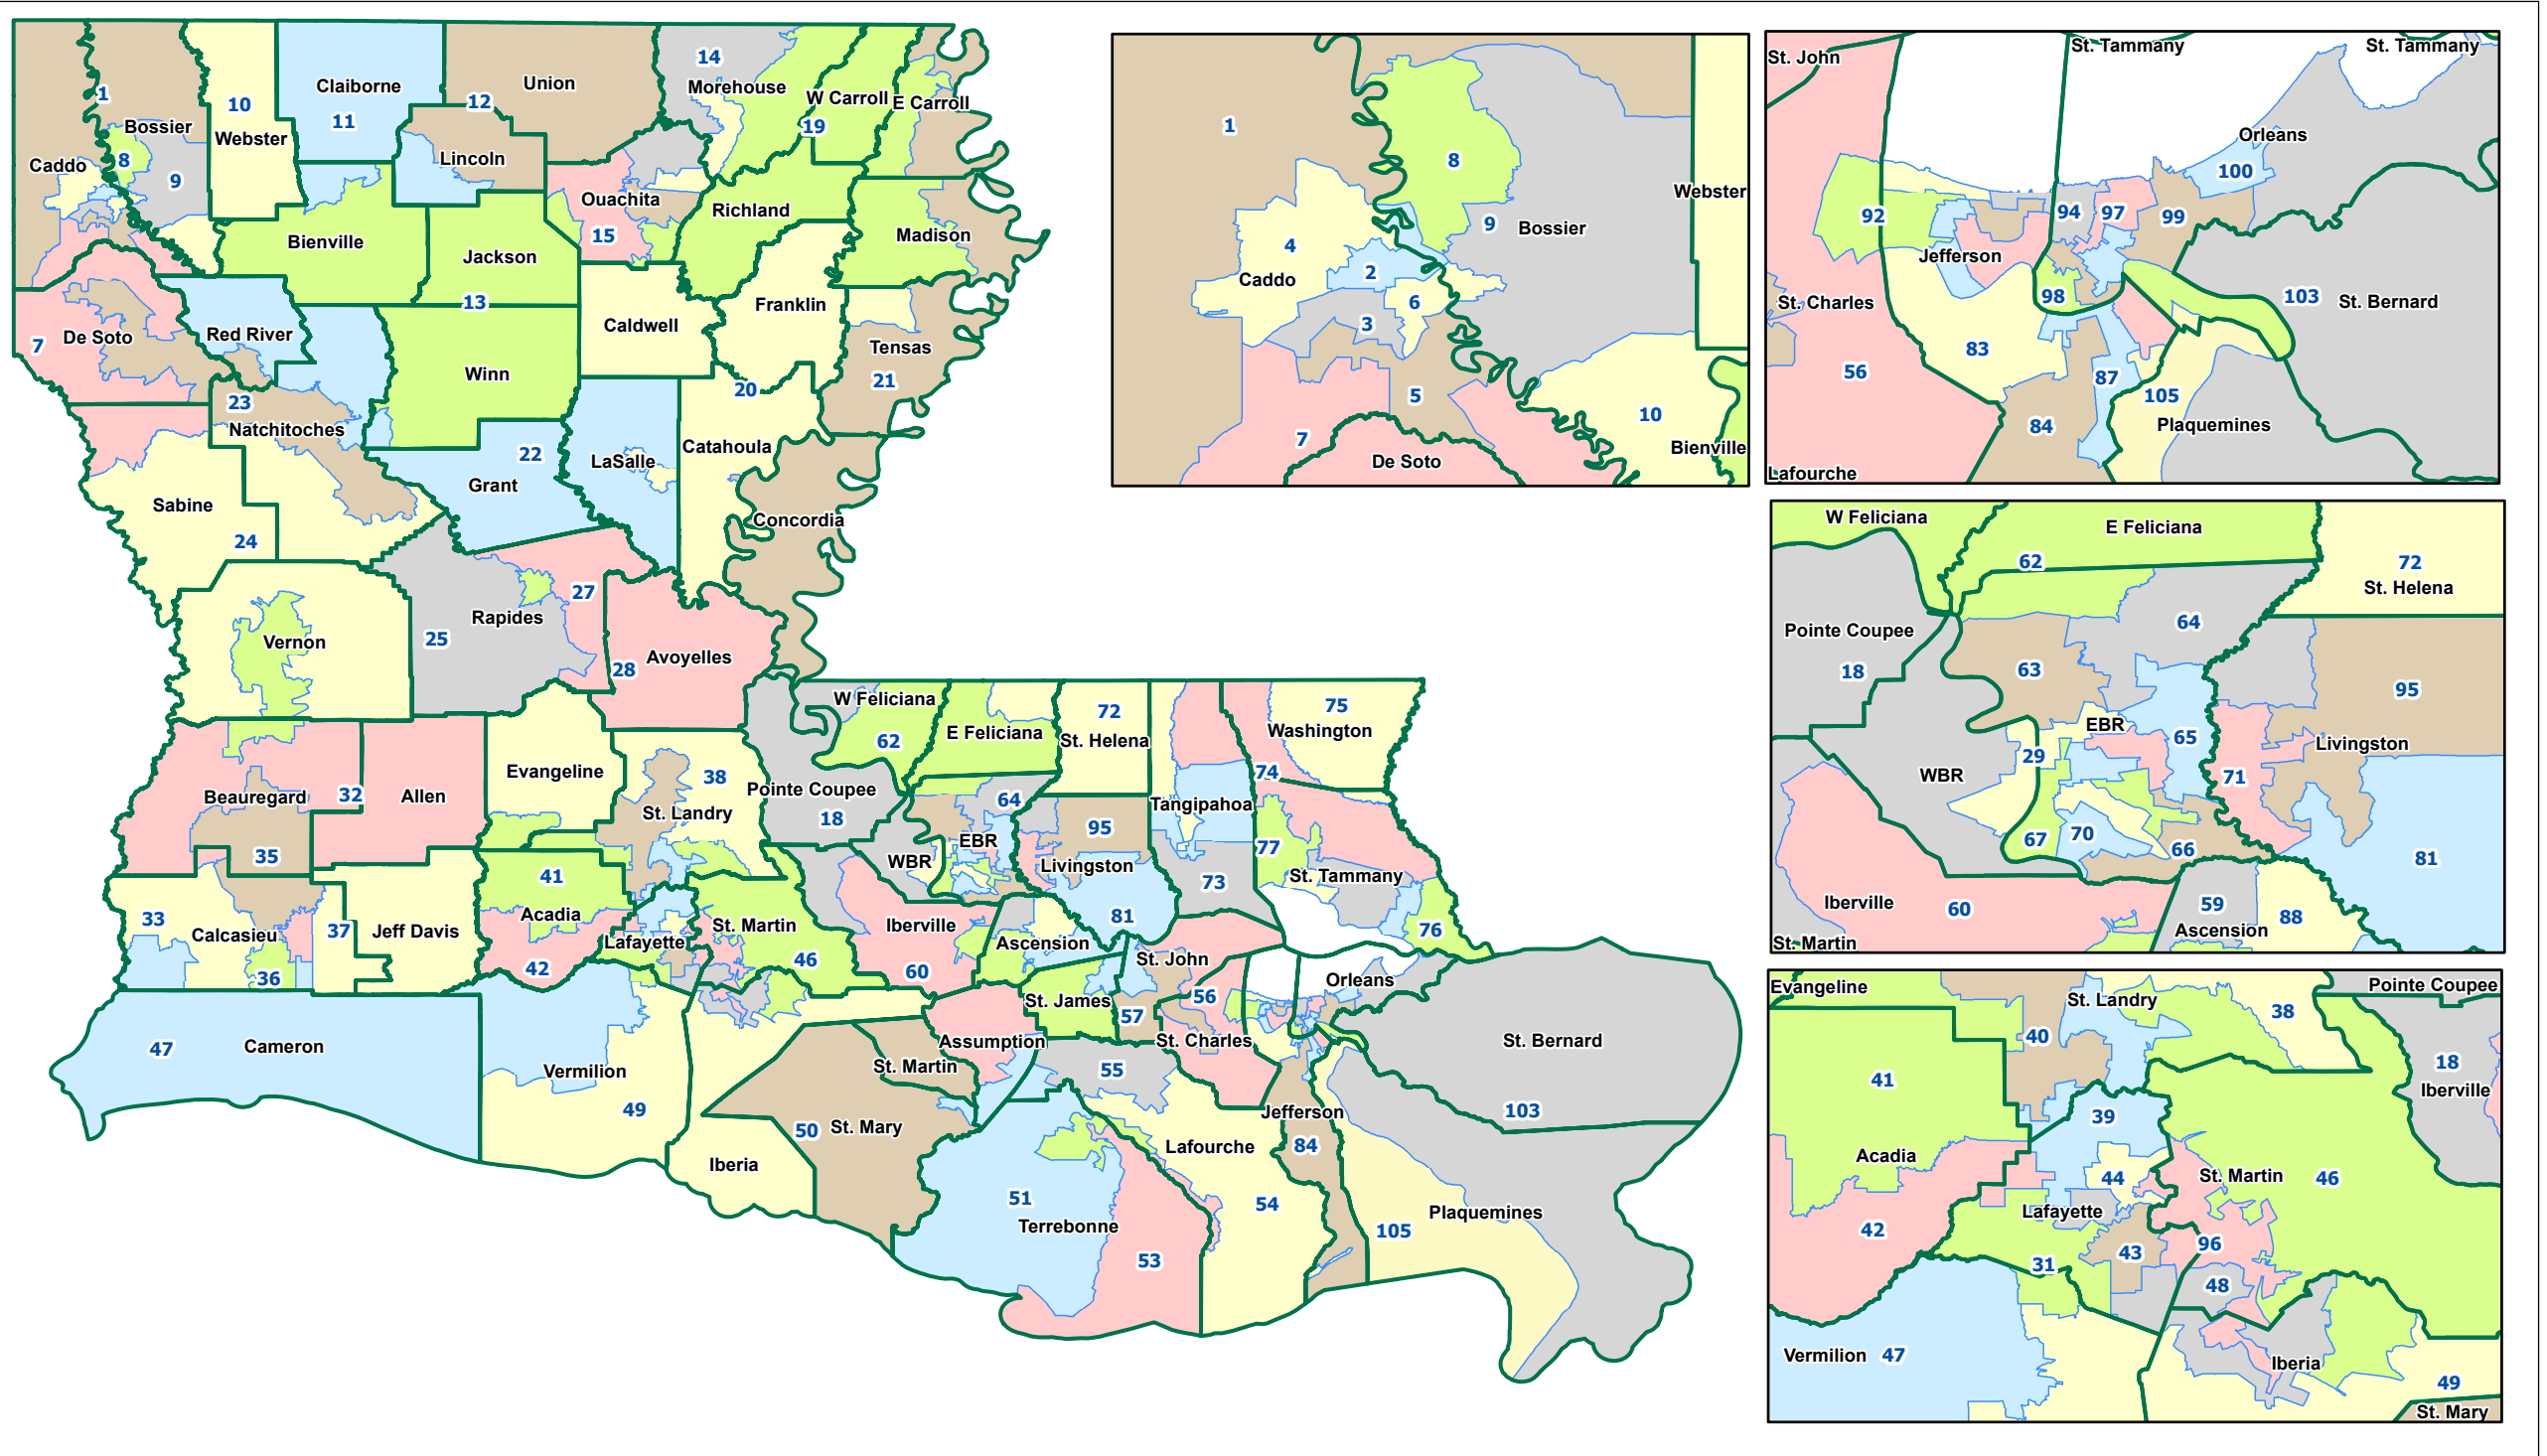 14
Morehouse
Union
Claiborne
1
10
12
W Carroll
E Carroll
11
Bossier
19
Webster
8
Lincoln
Caddo
9
Ouachita
Richland
15
Madison
Bienville
Jackson
13
Franklin
Caldwell
Red River
De Soto
7
Tensas
Winn
21
20
23
Natchitoches
Catahoula
22
LaSalle
Grant
Sabine
Concordia
24
27
Rapides
25
Vernon
Avoyelles
28
W Feliciana
75
72
Washington
E Feliciana
St. Helena
62
Evangeline
38
74
Pointe Coupee
32
Beauregard
Allen
64
Tangipahoa
St. Landry
18
95
EBR
77
35
WBR
Livingston
41
St. Tammany
73
33
Acadia
81
37
Calcasieu
Jeff Davis
Lafayette
St. Martin
Iberville
Ascension
76
42
46
60
St. John
36
Orleans
56
St. James
57
47
Cameron
Assumption
St. Charles
St. Bernard
Vermilion
St. Martin
55
49
Jefferson
103
50
St. Mary
84
Lafourche
Iberia
51
54
Terrebonne
Plaquemines
105
53
1
8
Webster
9
Bossier
4
Caddo
2
6
3
5
10
7
De Soto
Bienville
St. Tammany
St. Tammany
St. John
Orleans
100
92
94
97
99
Jefferson
98
103
St. Bernard
St. Charles
83
56
87
105
84
Plaquemines
Lafourche
W Feliciana
E Feliciana
62
72
St. Helena
64
Pointe Coupee
18
63
95
EBR
65
Livingston
29
WBR
71
67
70
66
81
Iberville
60
59
88
Ascension
St. Martin
Evangeline
Pointe Coupee
St. Landry
38
40
18
41
Iberville
39
Acadia
44
St. Martin
46
Lafayette
42
96
43
31
48
Vermilion
47
Iberia
49
St. Mary